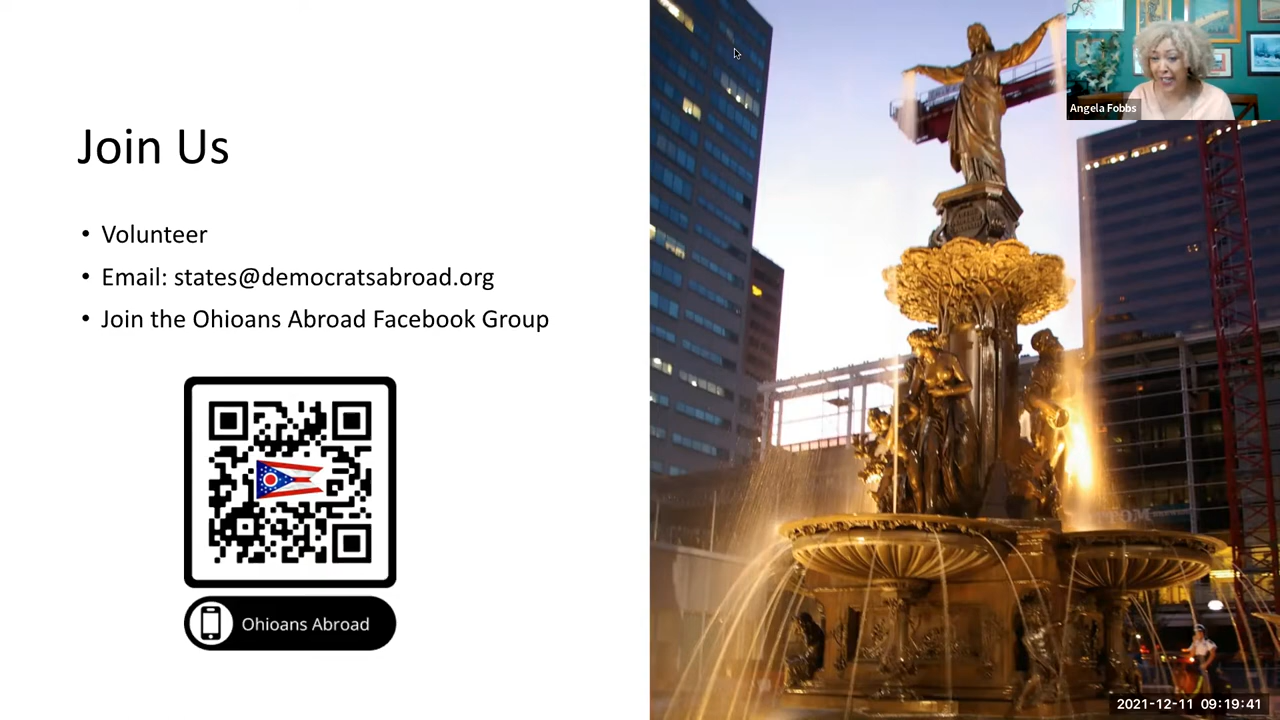 Join Us
• Volunteer
• Email: states@democratsabroad.org
• Join the Ohioans Abroad Facebook Group
Ohioans Abroad
Angela Fobbs
2021-12-11 09:19:41